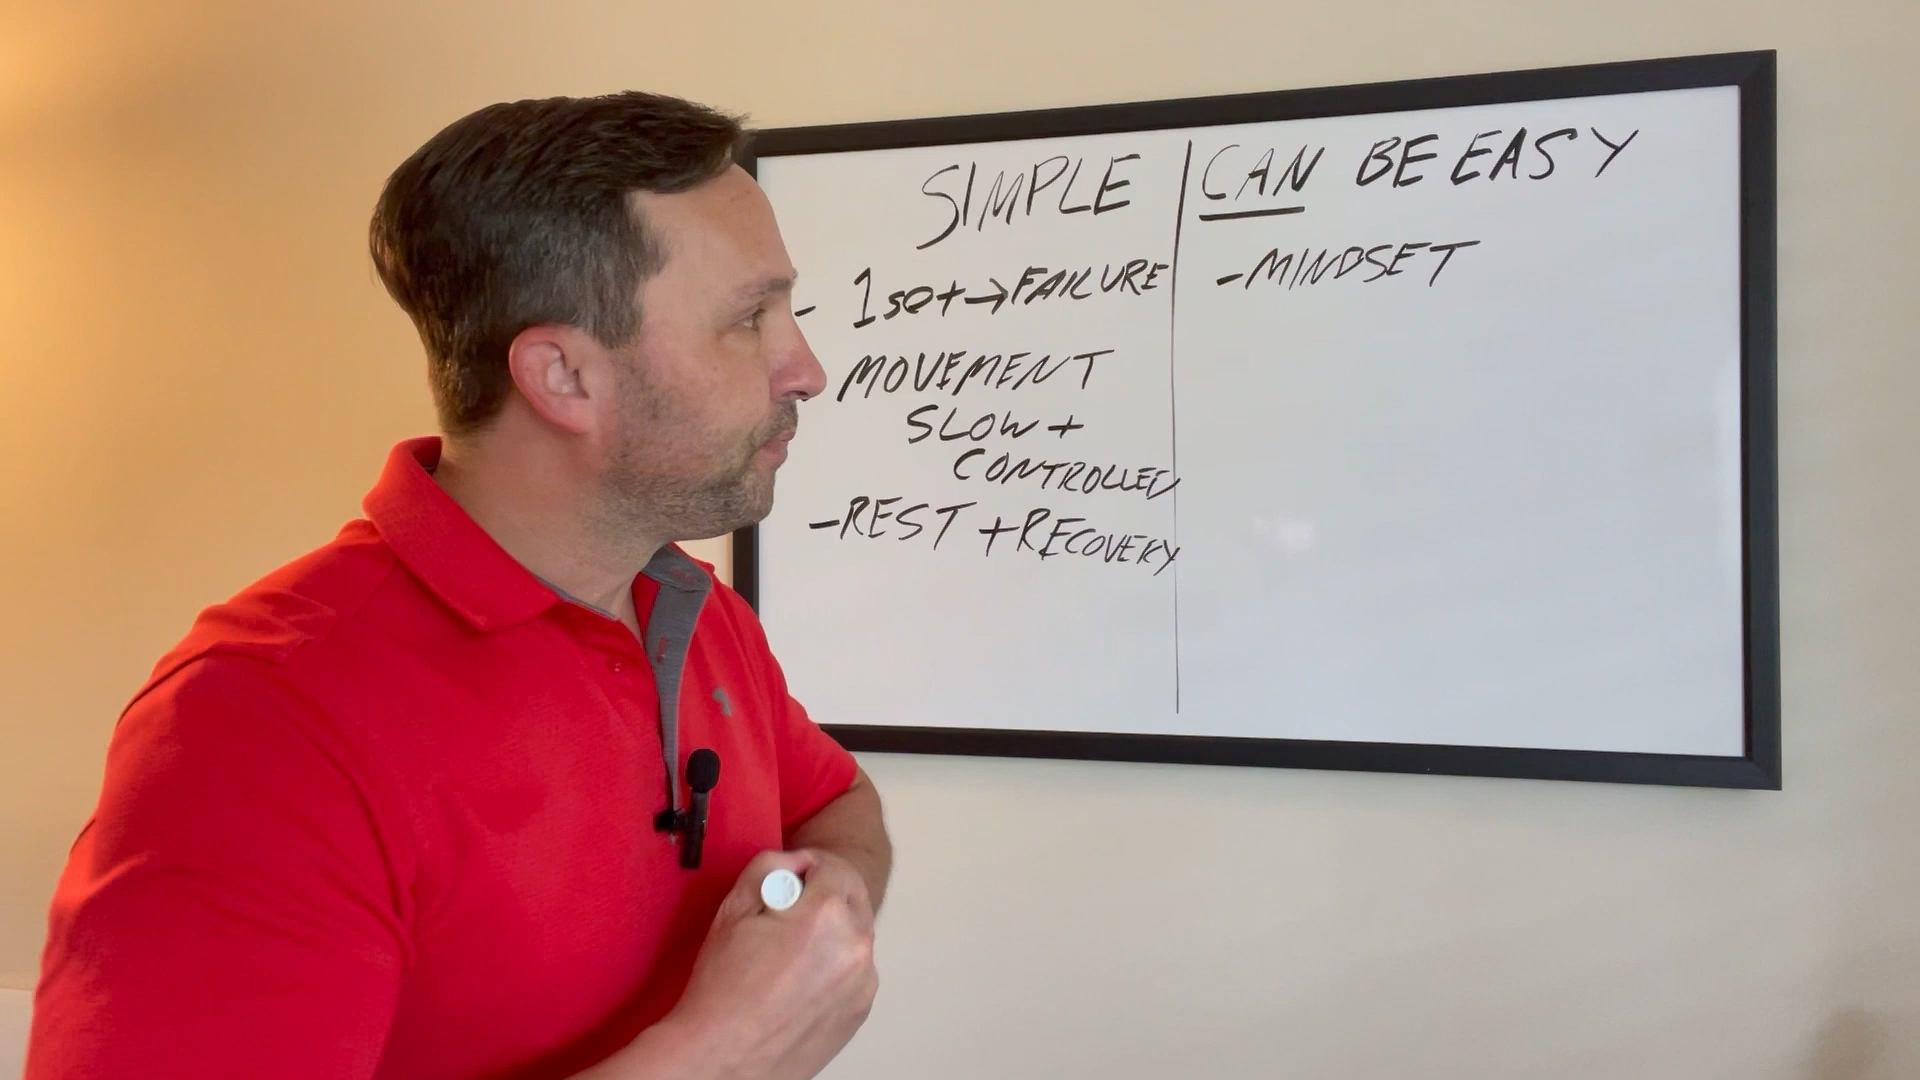 SIMPLE
- 1 set → FAILURE
MOVEMENT
SLOW +
CONTROLLED
- REST + RECOVERY
CAN BE EASY
- MINDSET